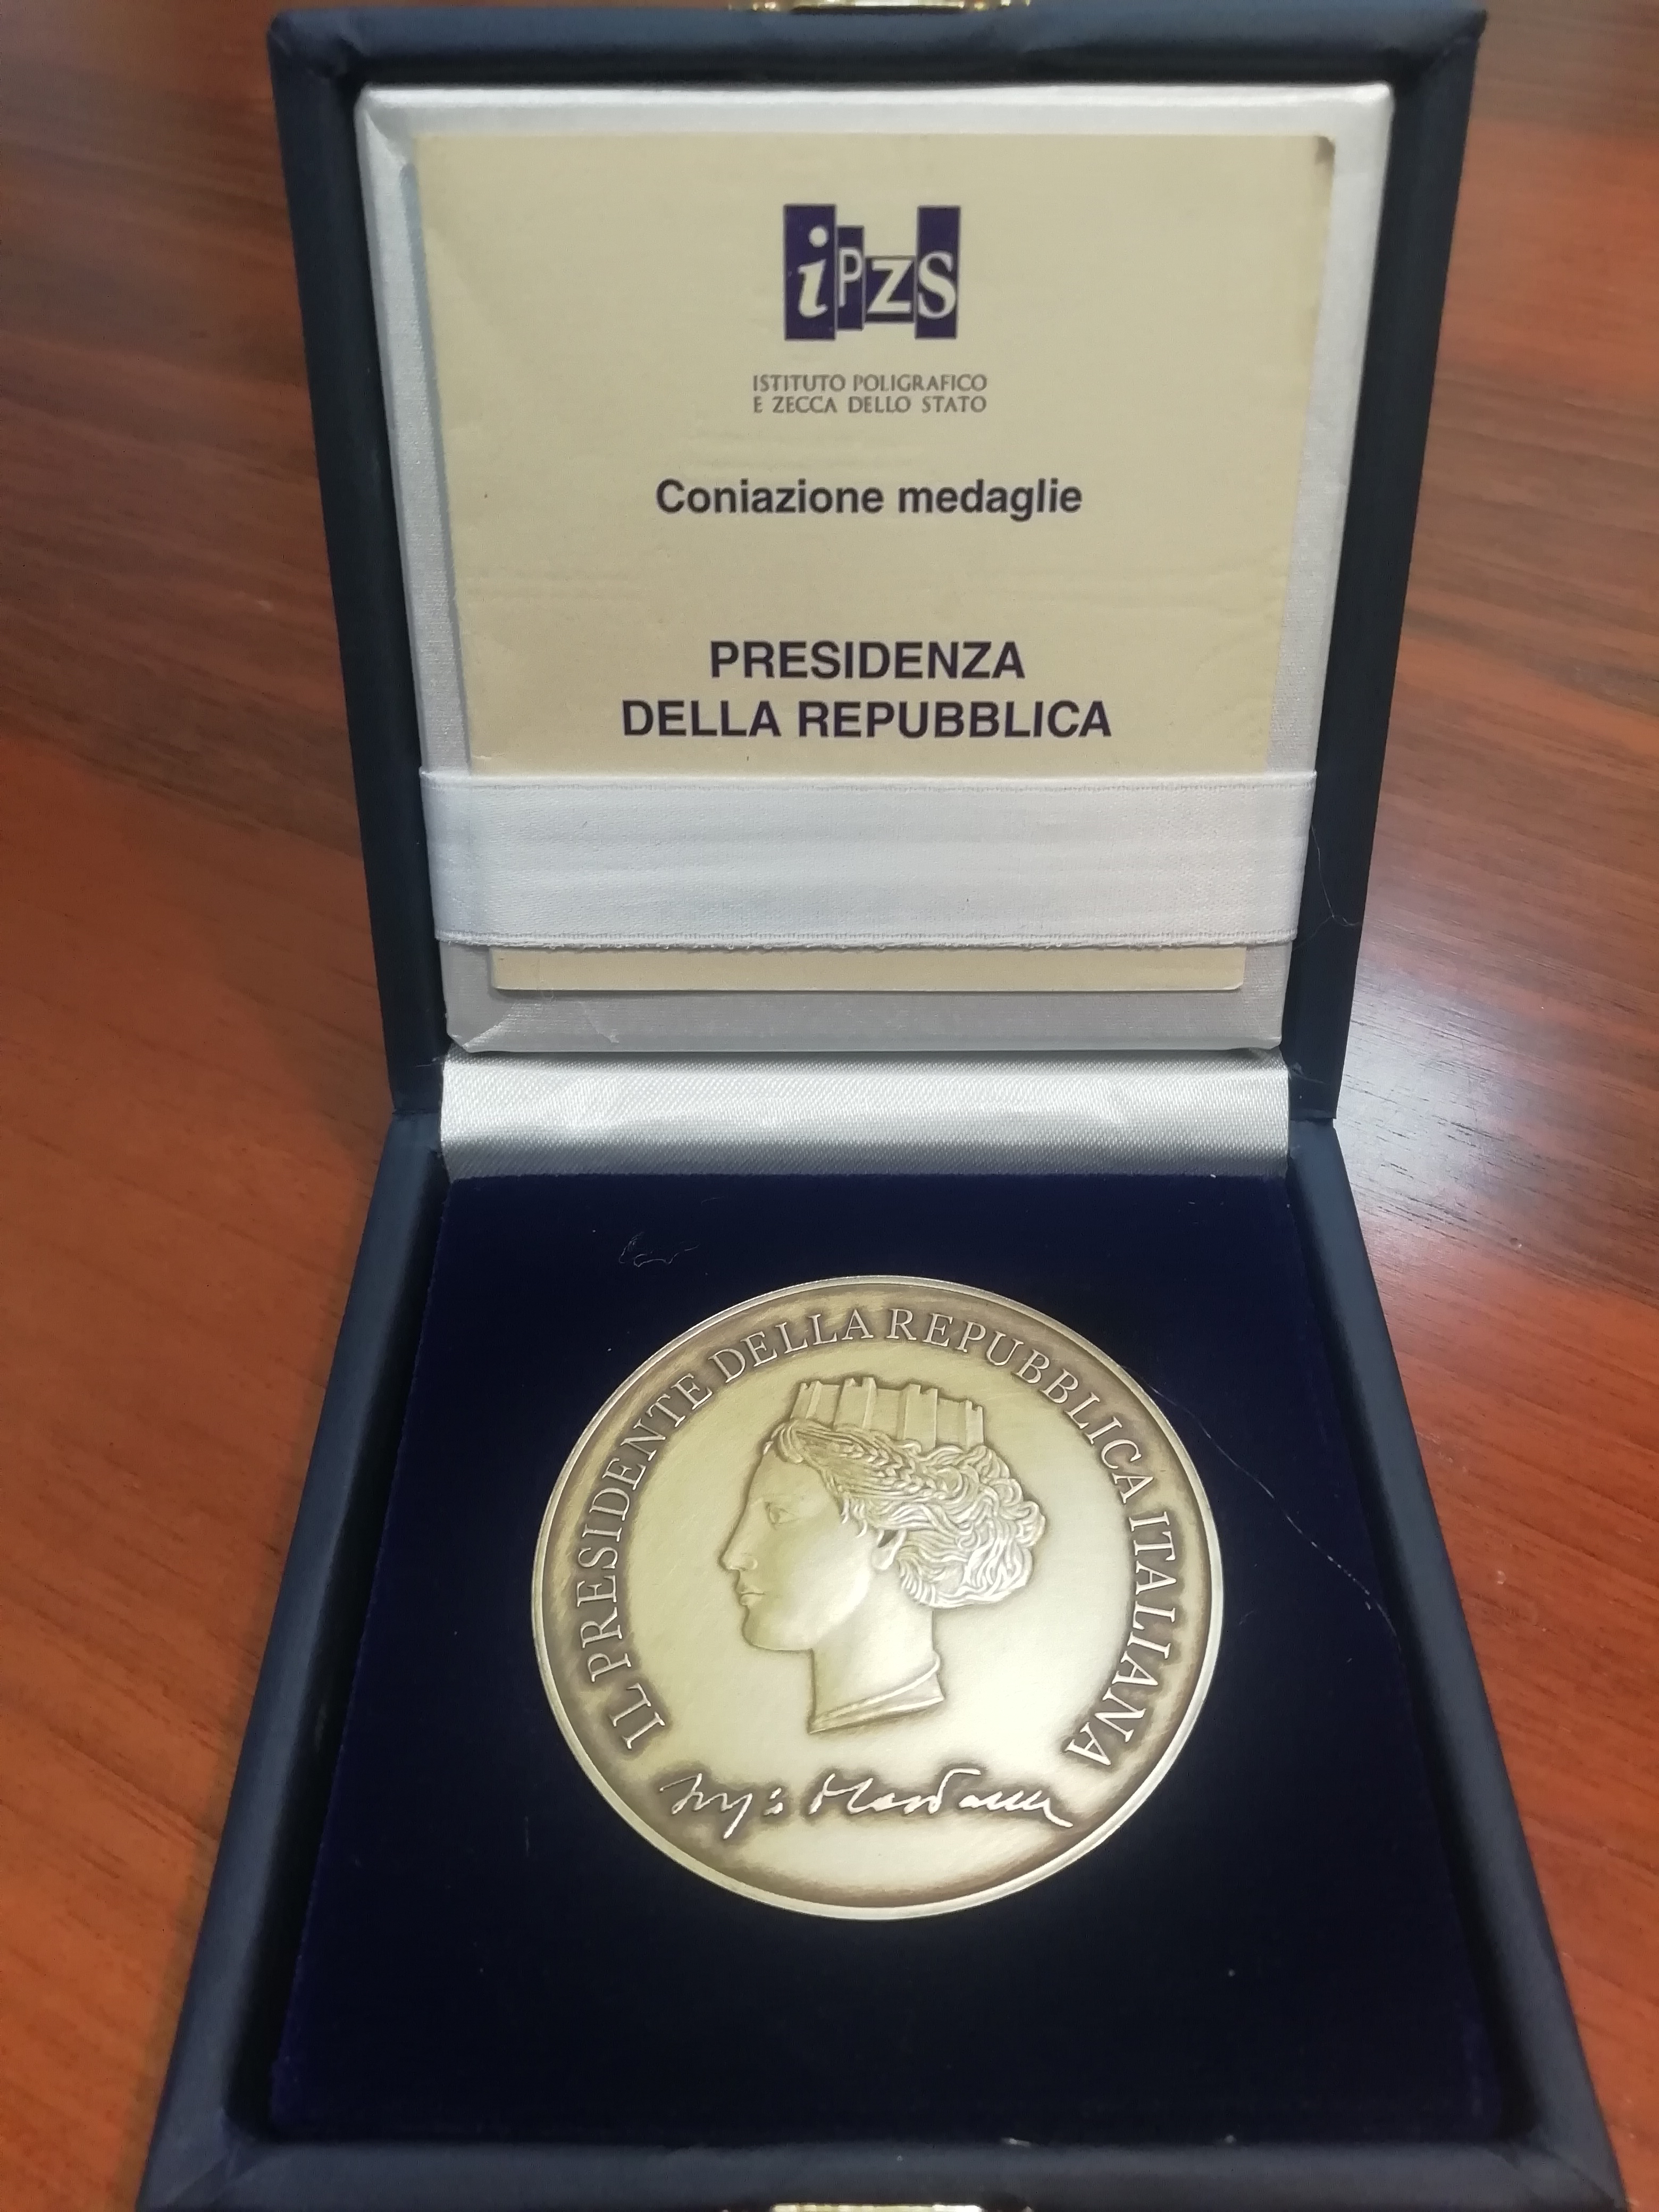 iPZS
ISTITUTO POLIGRAFICO
E ZECCA DELLO STATO
Coniazione medaglie
PRESIDENZA
DELLA REPUBBLICA
IL PRESIDENTE DELLA REPUBBLICA ITALIANA